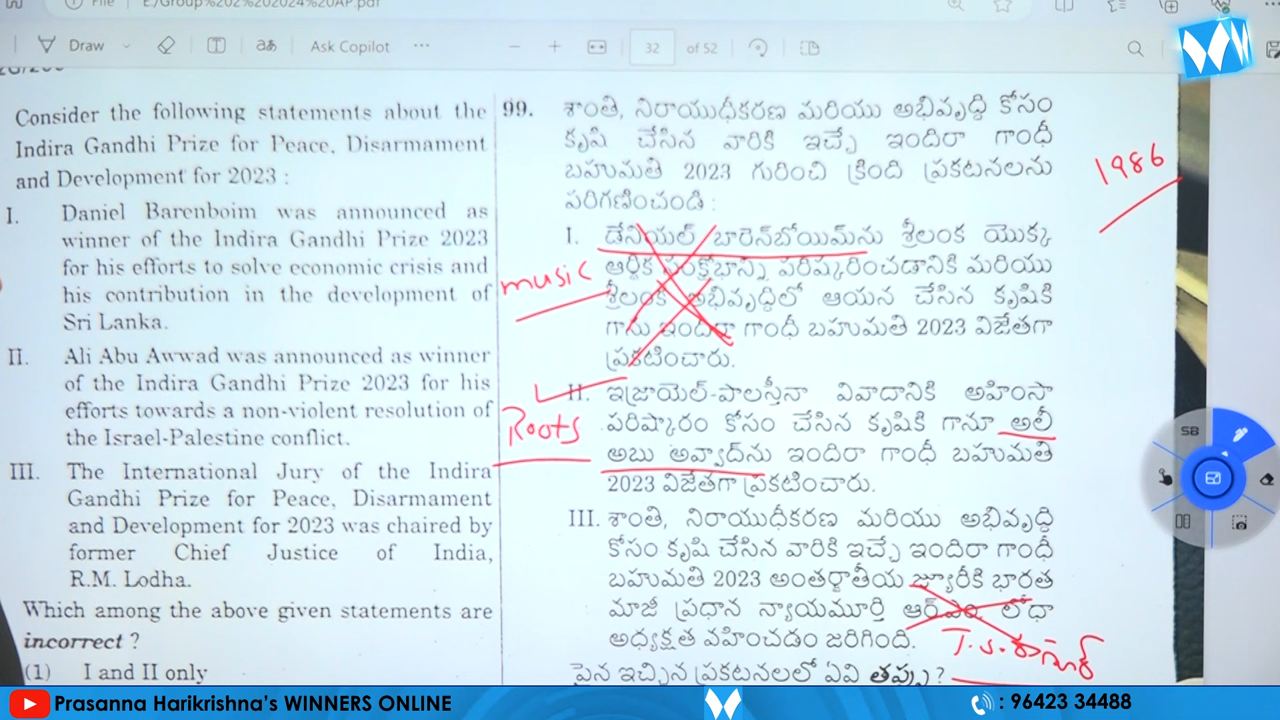 File
E:/Group%202%202024%20AP.pdf
Draw
aあ
Ask Copilot
32 of 52
Consider the following statements about the
Indira Gandhi Prize for Peace, Disarmament
and Development for 2023 :
I. Daniel Barenboim was announced as
winner of the Indira Gandhi Prize 2023
for his efforts to solve economic crisis and
his contribution in the development of
Sri Lanka.
II. Ali Abu Awwad was announced as winner
of the Indira Gandhi Prize 2023 for his
efforts towards a non-violent resolution of
the Israel-Palestine conflict.
III. The International Jury of the Indira
Gandhi Prize for Peace, Disarmament
and Development for 2023 was chaired by
former Chief Justice of India,
R.M. Lodha.
Which among the above given statements are
incorrect ?
(1) I and II only
99. శాంతి, నిరాయుధీకరణ మరియు అభివృద్ధి కోసం
కృషి చేసిన వారికి ఇచ్చే ఇందిరా గాంధీ
బహుమతి 2023 గురించి క్రింది ప్రకటనలను
పరిగణించండి :
I. డేనియల్ బారెన్‌బోయిమ్‌ను శ్రీలంక యొక్క
ఆర్థిక సంక్షోభాన్ని పరిష్కరించడానికి మరియు
శ్రీలంక అభివృద్ధిలో ఆయన చేసిన కృషికి
గాను ఇందిరా గాంధీ బహుమతి 2023 విజేతగా
ప్రకటించారు.
II. ఇజ్రాయెల్-పాలస్తీనా వివాదానికి అహింసా
పరిష్కారం కోసం చేసిన కృషికి గానూ అలీ
అబు అవ్వాద్‌ను ఇందిరా గాంధీ బహుమతి
2023 విజేతగా ప్రకటించారు.
III. శాంతి, నిరాయుధీకరణ మరియు అభివృద్ధి
కోసం కృషి చేసిన వారికి ఇచ్చే ఇందిరా గాంధీ
బహుమతి 2023 అంతర్జాతీయ జ్యూరీకి భారత
మాజీ ప్రధాన న్యాయమూర్తి ఆర్.ఎం. లోధా
అధ్యక్షత వహించడం జరిగింది.
పైన ఇచ్చిన ప్రకటనలలో ఏవి తప్పు ?
1986
music
Roots
T.S.
SB
Prasanna Harikrishna's WINNERS ONLINE
: 96423 34488